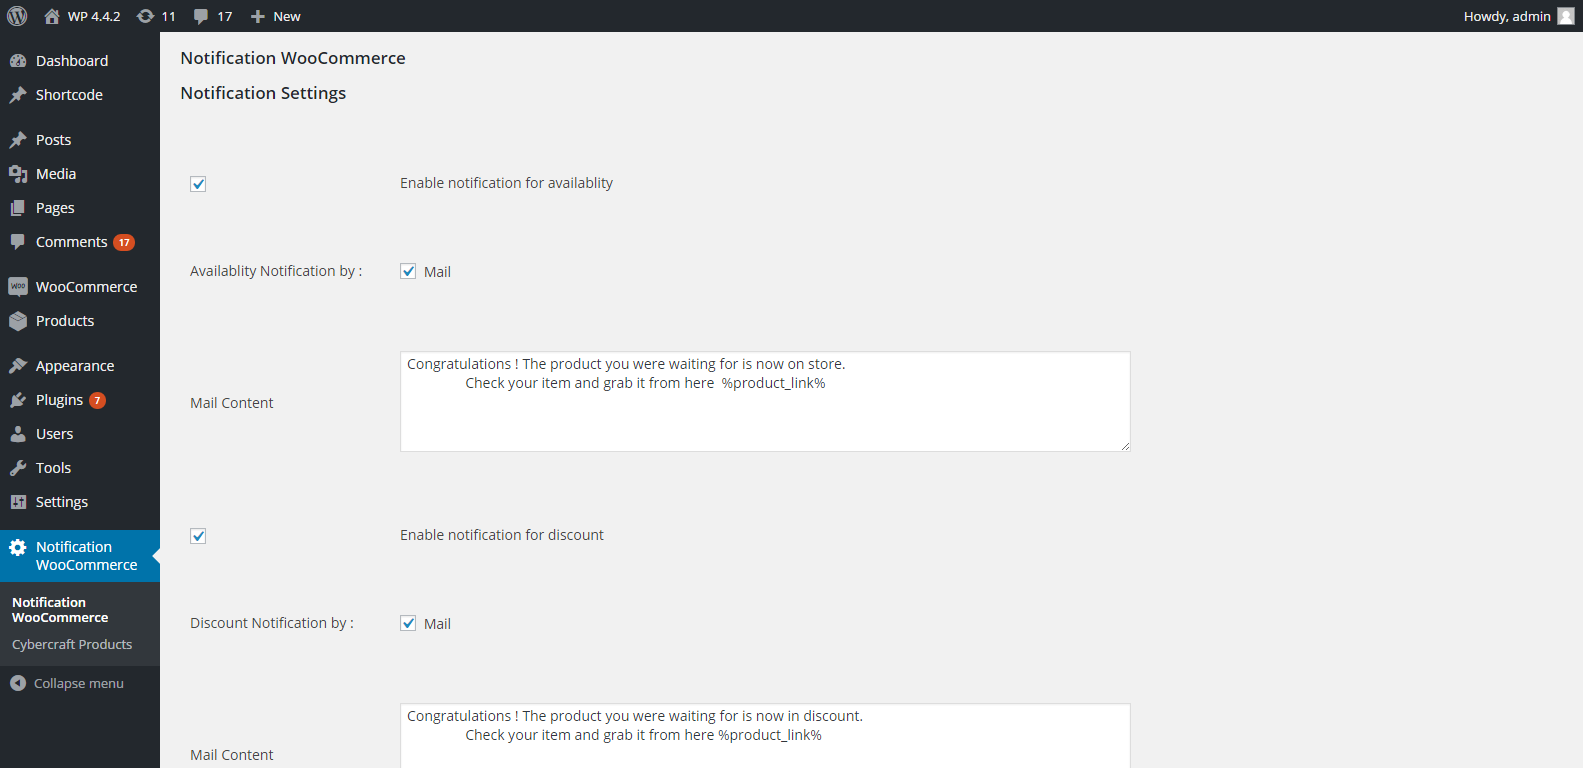 WP 4.4.2 11 17 New Howdy, admin
Dashboard
Shortcode
Posts
Media
Pages
Comments 17
WOO WooCommerce
Products
Appearance
Plugins 7
Users
Tools
Settings
Notification
WooCommerce
Notification
WooCommerce
Cybercraft Products
Collapse menu
Notification WooCommerce
Notification Settings
Enable notification for availablity
Availablity Notification by : Mail
Mail Content
Congratulations ! The product you were waiting for is now on store.
Check your item and grab it from here %product_link%
Enable notification for discount
Discount Notification by : Mail
Mail Content
Congratulations ! The product you were waiting for is now in discount.
Check your item and grab it from here %product_link%